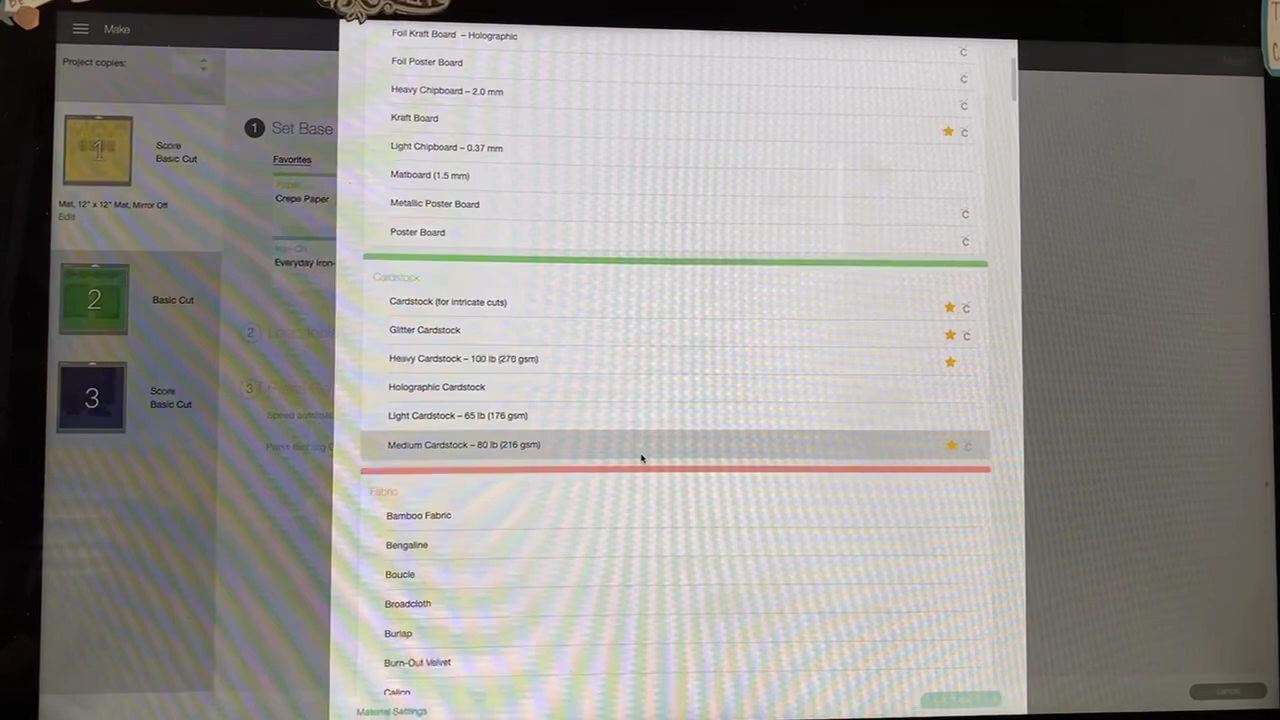 Make
Project copies:
1
Score
Basic Cut
Mat, 12" x 12" Mat, Mirror Off
Edit
2
Basic Cut
3
Score
Basic Cut
1 Set Base
Favorites
Crepe Paper
Everyday Iron-
2
3
Foil Kraft Board – Holographic
Foil Poster Board
Heavy Chipboard – 2.0 mm
Kraft Board
Light Chipboard – 0.37 mm
Matboard (1.5 mm)
Metallic Poster Board
Poster Board
Cardstock
Cardstock (for intricate cuts)
Glitter Cardstock
Heavy Cardstock – 100 lb (270 gsm)
Holographic Cardstock
Light Cardstock – 65 lb (176 gsm)
Medium Cardstock – 80 lb (216 gsm)
Fabric
Bamboo Fabric
Bengaline
Boucle
Broadcloth
Burlap
Burn-Out Velvet
Calico
Material Settings
Cancel